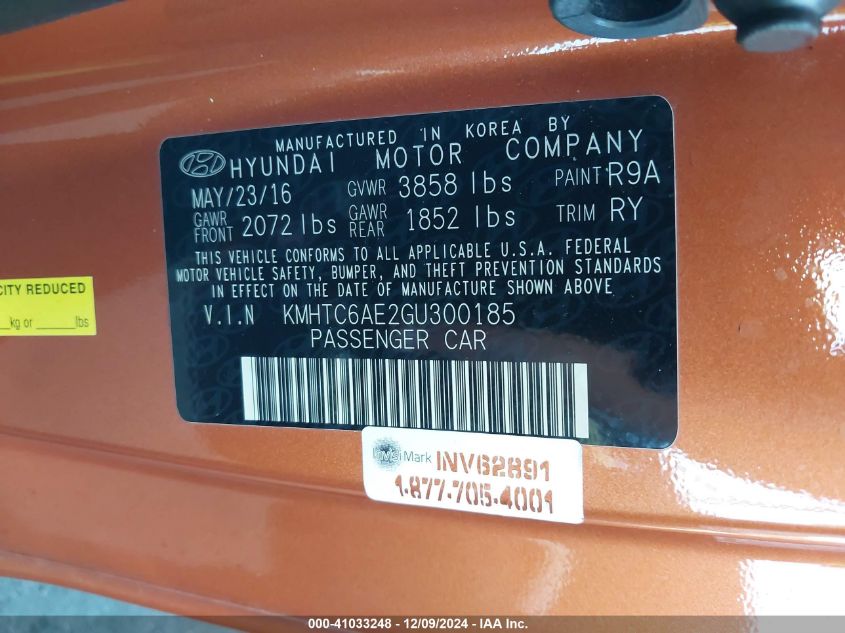 MANUFACTURED IN KOREA BY
HYUNDAI MOTOR COMPANY
MAY/23/16 GVWR 3858 lbs PAINT R9A
GAWR FRONT 2072 lbs GAWR REAR 1852 lbs TRIM RY
THIS VEHICLE CONFORMS TO ALL APPLICABLE U.S.A. FEDERAL
MOTOR VEHICLE SAFETY, BUMPER, AND THEFT PREVENTION STANDARDS
IN EFFECT ON THE DATE OF MANUFACTURE SHOWN ABOVE
V.I.N KMHTC6AE2GU300185
PASSENGER CAR
CITY REDUCED
kg or ___lbs
InVisiMark INV62891
1-877-705-4001
000-41033248 - 12/09/2024 - IAA Inc.